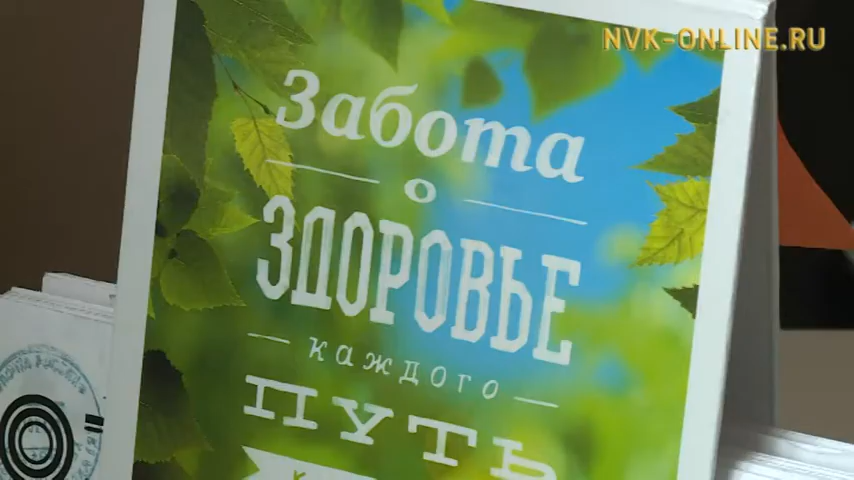 NVK-ONLINE.RU
Забота
о
ЗДОРОВЬЕ
каждого
ПУТЬ
К